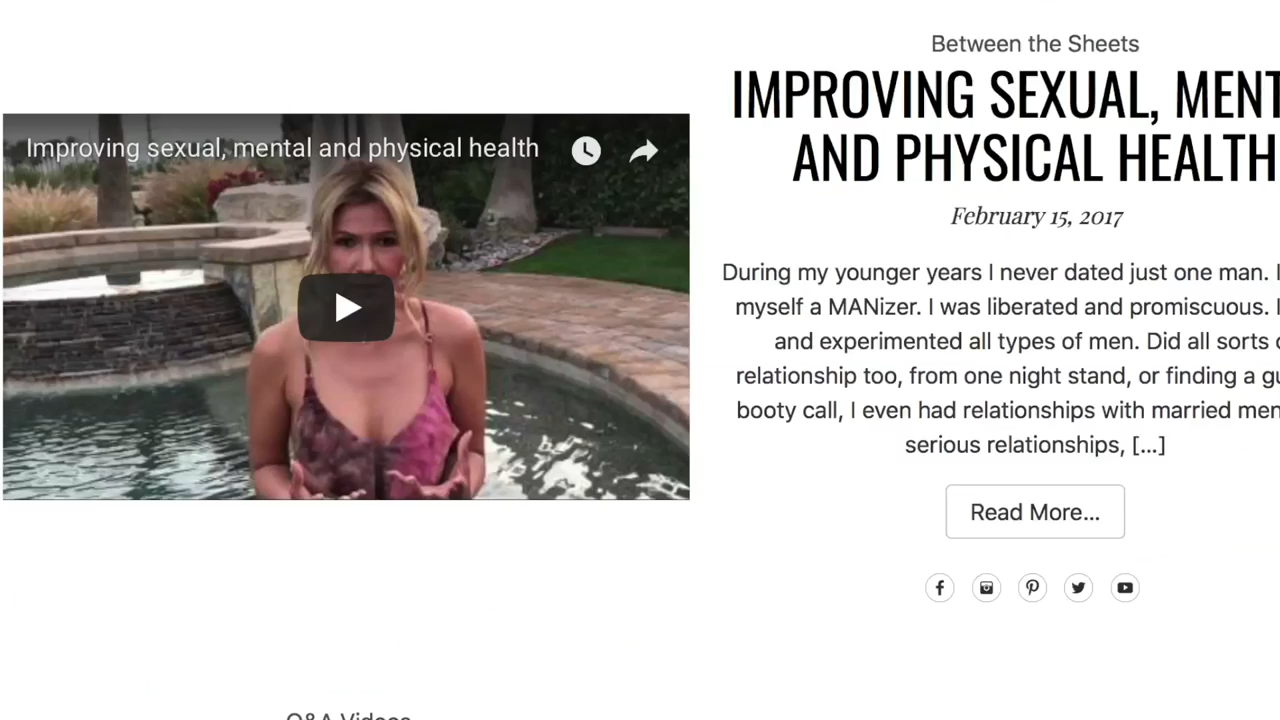 Between the Sheets
IMPROVING SEXUAL, MENT
AND PHYSICAL HEALTH
February 15, 2017
Improving sexual, mental and physical health
During my younger years I never dated just one man. I
myself a MANizer. I was liberated and promiscuous. I
and experimented all types of men. Did all sorts
relationship too, from one night stand, or finding a
booty call, I even had relationships with married men
serious relationships, [...]
Read More...
Q&A Videos